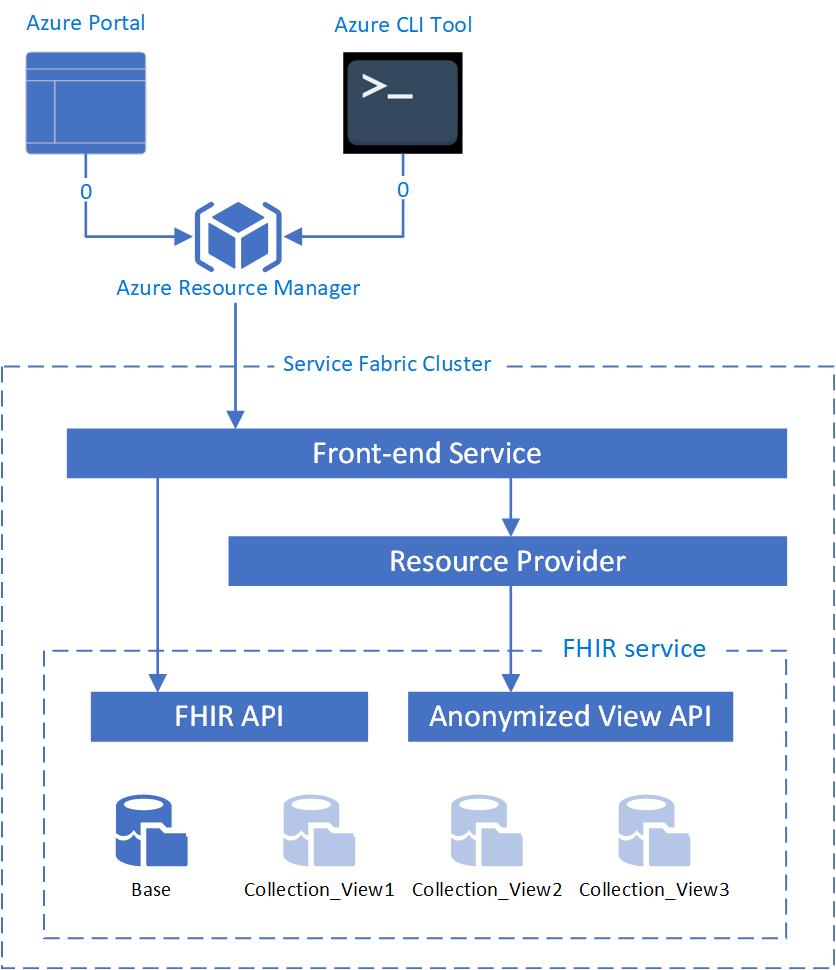 Azure Portal
Azure CLI Tool
>_
0
0
Azure Resource Manager
Service Fabric Cluster
Front-end Service
Resource Provider
FHIR service
FHIR API
Anonymized View API
Base
Collection_View1
Collection_View2
Collection_View3